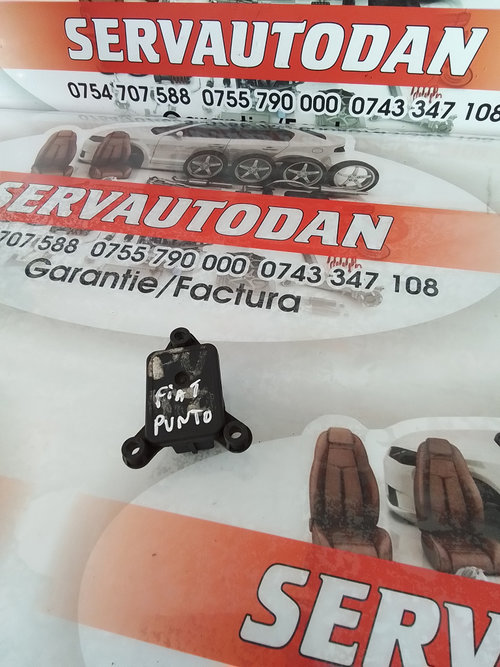 SERVAUTODAN
0754 707 588 0755 790 000 0743 347 108
SERVAUTODAN
707 588 0755 790 000 0743 347 108
Garantie/Factura
FiAT
PUNTO
SERV